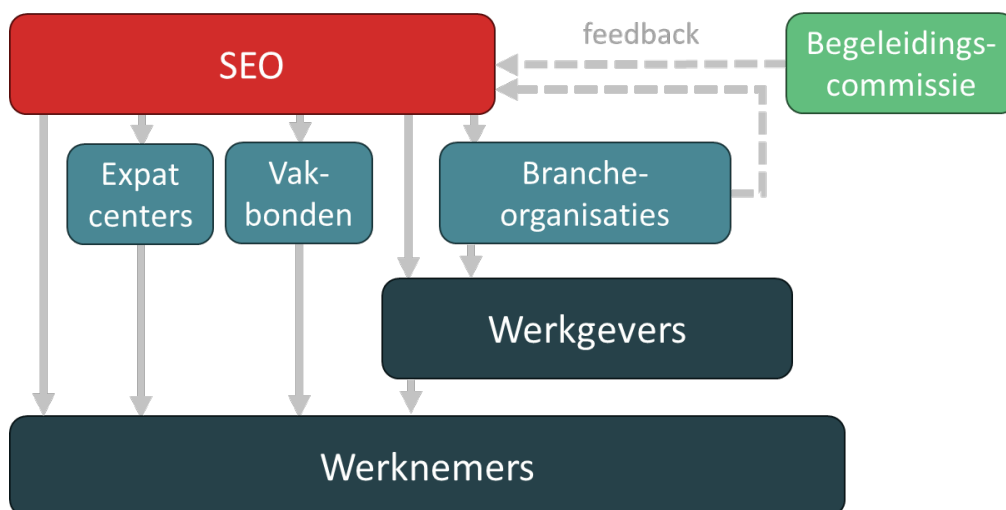 SEO
feedback
Begeleidings-
commissie
Expat
centers
Vak-
bonden
Branche-
organisaties
Werkgevers
Werknemers